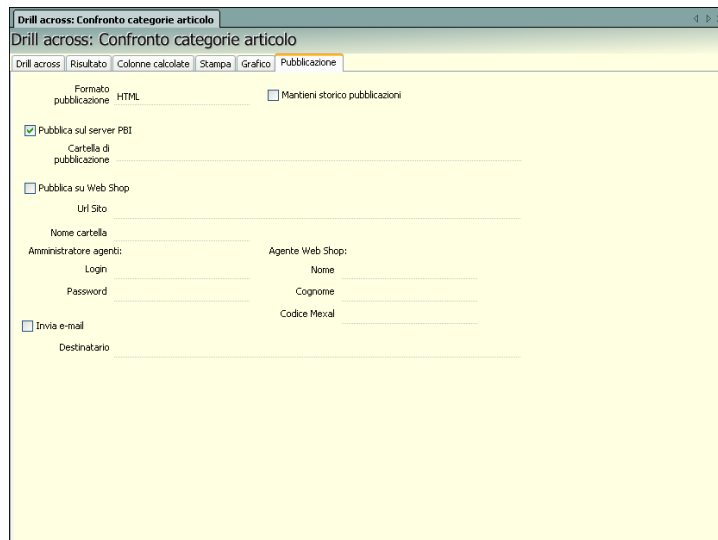 Drill across: Confronto categorie articolo
Drill across: Confronto categorie articolo
Drill across Risultato Colonne calcolate Stampa Grafico Pubblicazione
Formato pubblicazione HTML Mantieni storico pubblicazioni
Pubblica sul server PBI
Cartella di pubblicazione
Pubblica su Web Shop
Url Sito
Nome cartella
Amministratore agenti: Agente Web Shop:
Login Nome
Password Cognome
Codice Mexal
Invia e-mail
Destinatario